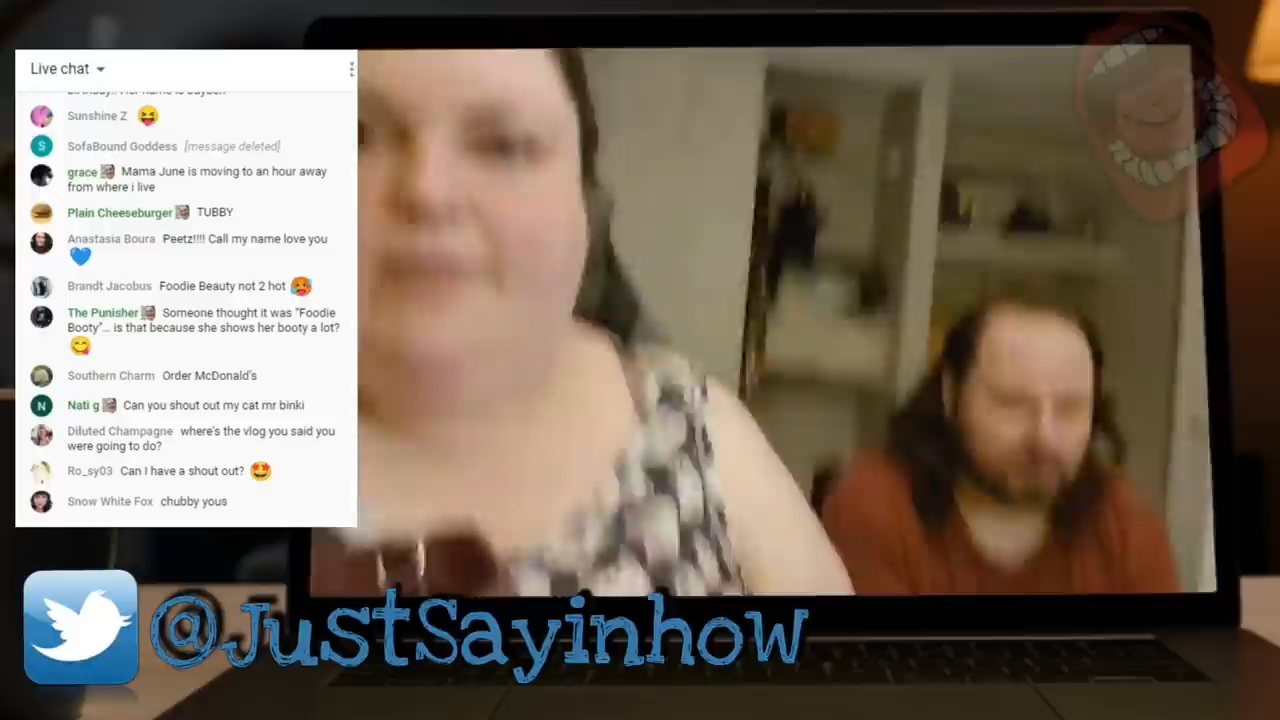 Live chat
Sunshine Z
SofaBound Goddess [message deleted]
grace Mama June is moving to an hour away
from where i live
Plain Cheeseburger TUBBY
Anastasia Boura Peetz!!!! Call my name love you
Brandt Jacobus Foodie Beauty not 2 hot
The Punisher Someone thought it was "Foodie
Booty"... is that because she shows her booty a lot?
Southern Charm Order McDonald's
N Nati g Can you shout out my cat mr binki
Diluted Champagne where's the vlog you said you
were going to do?
Ro_sy03 Can I have a shout out?
Snow White Fox chubby yous
@JustSayinhow